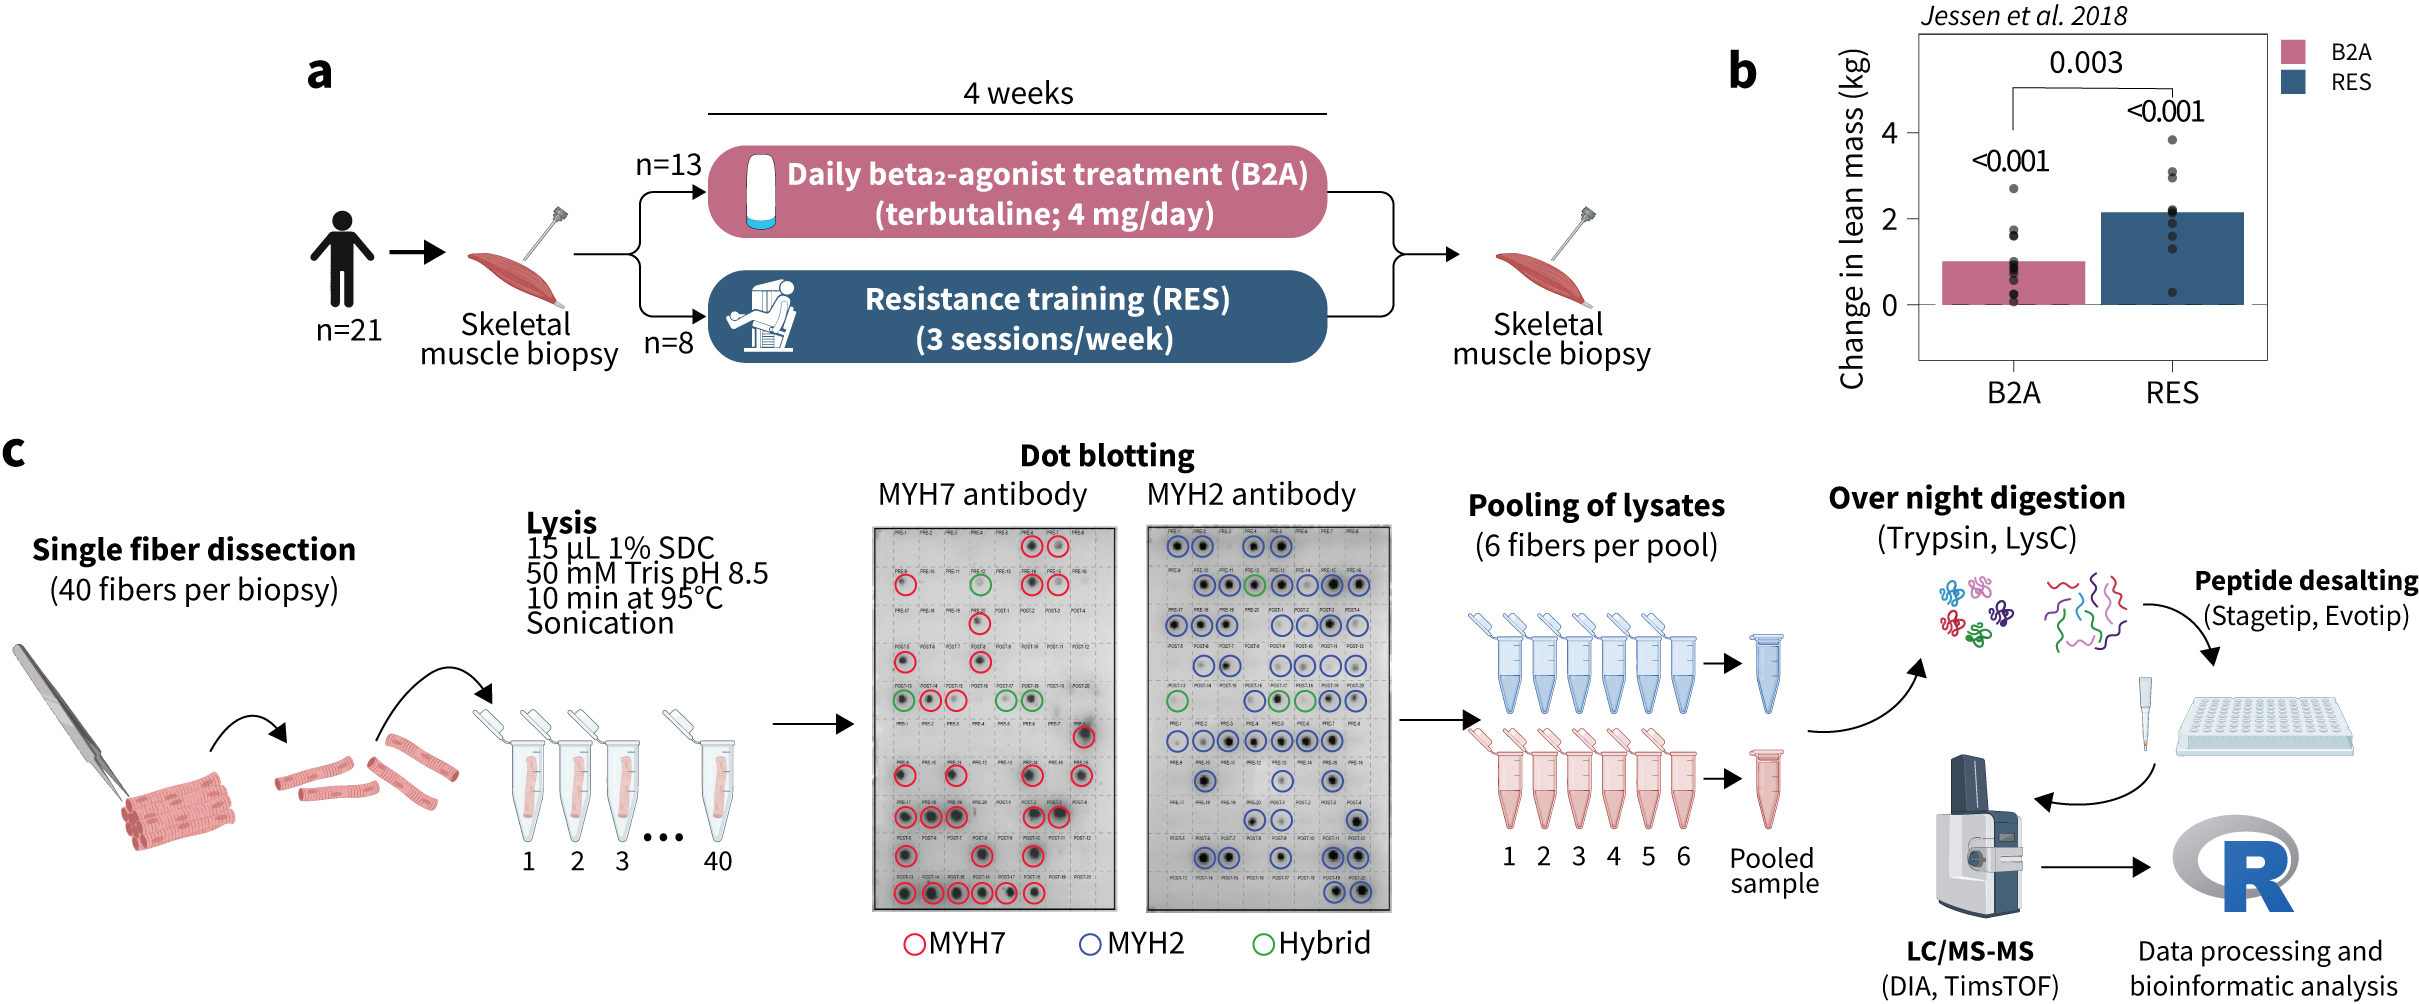 a
4 weeks
n=13
Daily beta₂-agonist treatment (B2A)
(terbutaline; 4 mg/day)
n=21
Skeletal
muscle biopsy
n=8
Resistance training (RES)
(3 sessions/week)
Skeletal
muscle biopsy
b
Jessen et al. 2018
Change in lean mass (kg)
4
2
0
0.003
<0.001
<0.001
B2A
RES
B2A
RES
c
Single fiber dissection
(40 fibers per biopsy)
Lysis
15 µL 1% SDC
50 mM Tris pH 8.5
10 min at 95°C
Sonication
1
2
3
...
40
Dot blotting
MYH7 antibody
MYH2 antibody
MYH7
MYH2
Hybrid
Pooling of lysates
(6 fibers per pool)
1
2
3
4
5
6
Pooled
sample
Over night digestion
(Trypsin, LysC)
Peptide desalting
(Stagetip, Evotip)
LC/MS-MS
(DIA, TimsTOF)
R
Data processing and
bioinformatic analysis